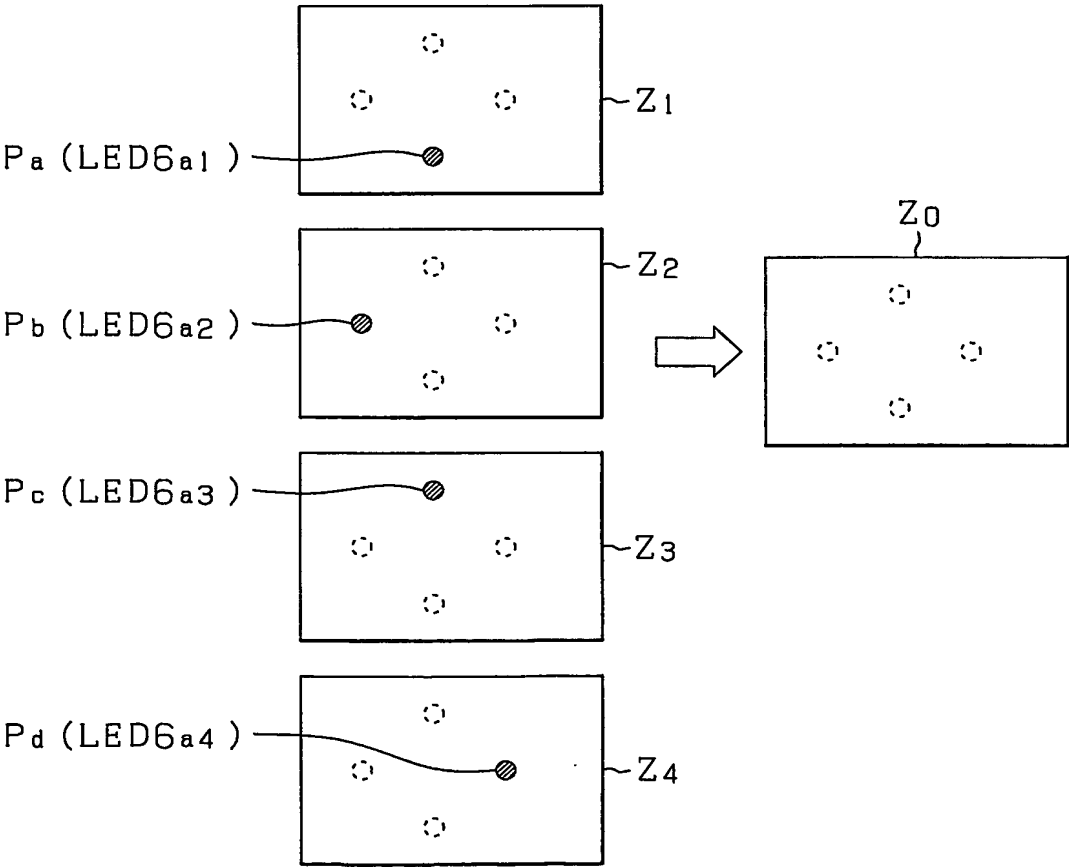 Z1
Pa (LED6a1)
Z0
Z2
Pb (LED6a2)
Pc (LED6a3)
Z3
Pd (LED6a4)
Z4